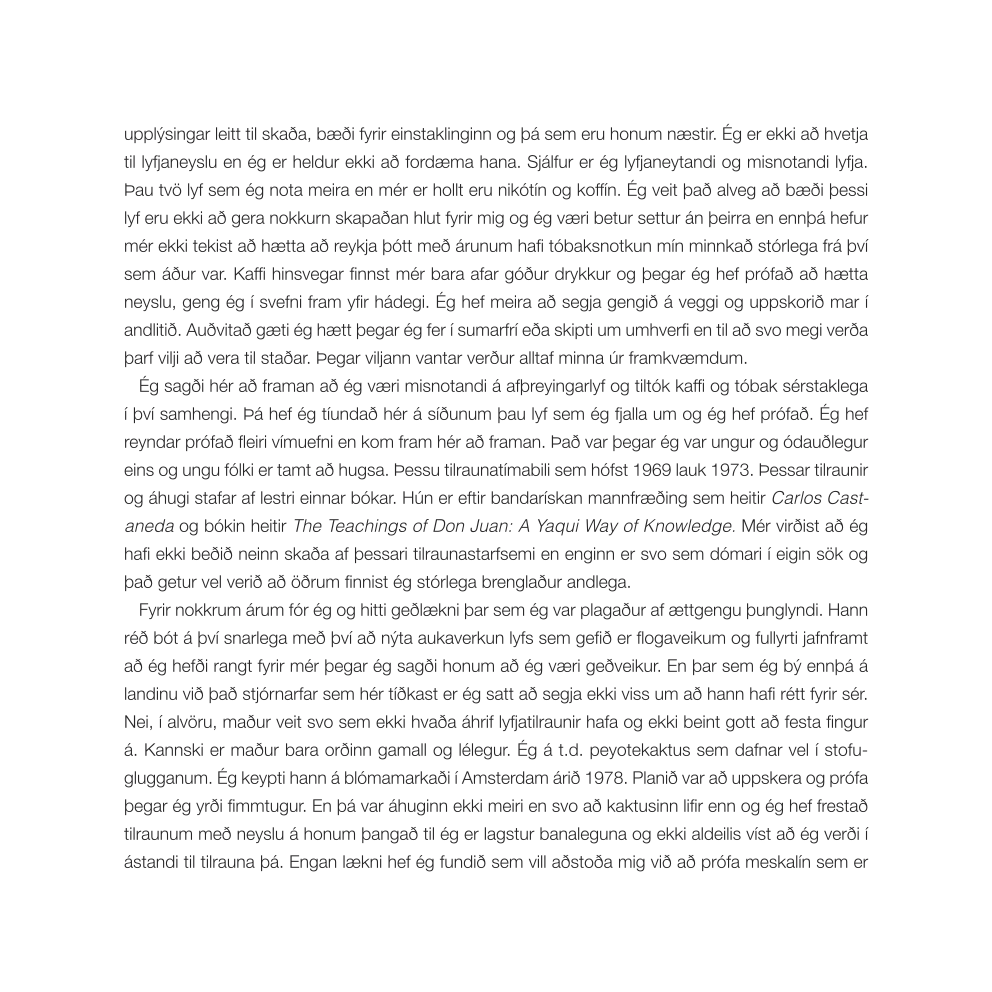 upplýsingar leitt til skaða, bæði fyrir einstaklinginn og þá sem eru honum næstir. Ég er ekki að hvetja
til lyfjaneyslu en ég er heldur ekki að fordæma hana. Sjálfur er ég lyfjaneytandi og misnotandi lyfja.
Þau tvö lyf sem ég nota meira en mér er hollt eru nikótín og koffín. Ég veit það alveg að bæði þessi
lyf eru ekki að gera nokkurn skapaðan hlut fyrir mig og ég væri betur settur án þeirra en ennþá hefur
mér ekki tekist að hætta að reykja þótt með árunum hafi tóbaksnotkun mín minnkað stórlega frá því
sem áður var. Kaffi hinsvegar finnst mér bara afar góður drykkur og þegar ég hef prófað að hætta
neyslu, geng ég í svefni fram yfir hádegi. Ég hef meira að segja gengið á veggi og uppskorið mar í
andlitið. Auðvitað gæti ég hætt þegar ég fer í sumarfrí eða skipti um umhverfi en til að svo megi verða
þarf vilji að vera til staðar. Þegar viljann vantar verður alltaf minna úr framkvæmdum.
Ég sagði hér að framan að ég væri misnotandi á afþreyingarlyf og tiltók kaffi og tóbak sérstaklega
í því samhengi. Þá hef ég tíundað hér á síðunum þau lyf sem ég fjalla um og ég hef prófað. Ég hef
reyndar prófað fleiri vímuefni en kom fram hér að framan. Það var þegar ég var ungur og ódauðlegur
eins og ungu fólki er tamt að hugsa. Þessu tilraunatímabili sem hófst 1969 lauk 1973. Þessar tilraunir
og áhugi stafar af lestri einnar bókar. Hún er eftir bandarískan mannfræðing sem heitir Carlos Cast-
aneda og bókin heitir The Teachings of Don Juan: A Yaqui Way of Knowledge. Mér virðist að ég
hafi ekki beðið neinn skaða af þessari tilraunastarfsemi en enginn er svo sem dómari í eigin sök og
það getur vel verið að öðrum finnist ég stórlega brenglaður andlega.
Fyrir nokkrum árum fór ég og hitti geðlækni þar sem ég var plagaður af ættgengu þunglyndi. Hann
réð bót á því snarlega með því að nýta aukaverkun lyfs sem gefið er flogaveikum og fullyrti jafnframt
að ég hefði rangt fyrir mér þegar ég sagði honum að ég væri geðveikur. En þar sem ég bý ennþá á
landinu við það stjórnarfar sem hér tíðkast er ég satt að segja ekki viss um að hann hafi rétt fyrir sér.
Nei, í alvöru, maður veit svo sem ekki hvaða áhrif lyfjatilraunir hafa og ekki beint gott að festa fingur
á. Kannski er maður bara orðinn gamall og lélegur. Ég á t.d. peyotekaktus sem dafnar vel í stofu-
glugganum. Ég keypti hann á blómamarkaði í Amsterdam árið 1978. Planið var að uppskera og prófa
þegar ég yrði fimmtugur. En þá var áhuginn ekki meiri en svo að kaktusinn lifir enn og ég hef frestað
tilraunum með neyslu á honum þangað til ég er lagstur banaleguna og ekki aldeilis víst að ég verði í
ástandi til tilrauna þá. Engan lækni hef ég fundið sem vill aðstoða mig við að prófa meskalín sem er